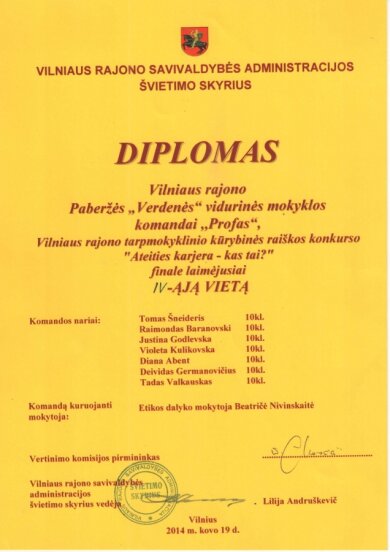 VILNIAUS RAJONO SAVIVALDYBĖS ADMINISTRACIJOS
ŠVIETIMO SKYRIUS
DIPLOMAS
Vilniaus rajono
Paberžės „Verdenės" vidurinės mokyklos
komandai „Profas“,
Vilniaus rajono tarpmokyklinio kūrybinės raiškos konkurso
"Ateities karjera - kas tai?"
finale laimėjusiai
IV-ĄJĄ VIETĄ
Komandos nariai:
Tomas Šneideris 10kl.
Raimondas Baranovski 10kl.
Justina Godlevska 10kl.
Violeta Kulikovska 10kl.
Diana Abent 10kl.
Deividas Germanovičius 10kl.
Tadas Valkauskas 10kl.
Komandą kuruojanti
mokytoja:
Etikos dalyko mokytoja Beatričė Nivinskaitė
Vertinimo komisijos pirmininkas
Vilniaus rajono savivaldybės
administracijos
švietimo skyriaus vedėja
Lilija Andruškevič
ŠVIETIMO
SKYRIUS
Vilnius
2014 m. kovo 19 d.